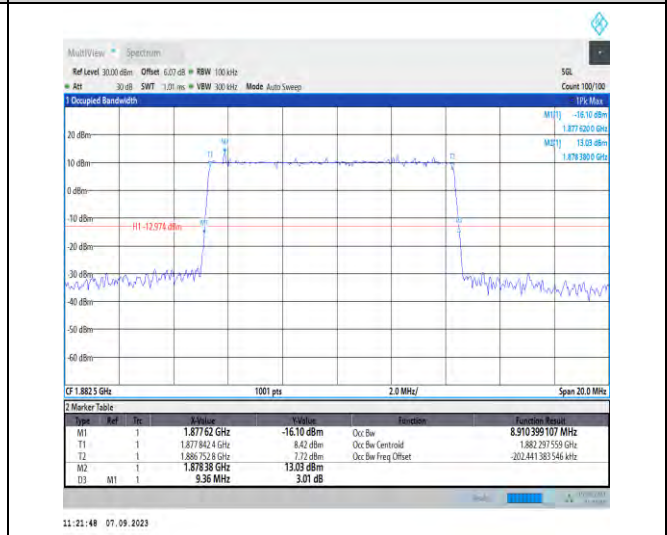 MultiView Spectrum
Ref Level 30.00 dBm Offset 6.07 dB RBW 100 kHz SGL
Att 30 dB SWT 1.01 ms VBW 300 kHz Mode Auto Sweep Count 100/100
1 Occupied Bandwidth 1Pk Max
M1[1] -16.10 dBm
1.877 620 0 GHz
M2[1] 13.03 dBm
1.878 380 0 GHz
20 dBm
M2
T1 T2
10 dBm
0 dBm
-10 dBm
H1 -12.974 dBm M1
-20 dBm
-30 dBm
-40 dBm
-50 dBm
-60 dBm
CF 1.882 5 GHz 1001 pts 2.0 MHz/ Span 20.0 MHz
2 Marker Table
Type Ref Trc X-Value Y-Value Function Function Result
M1 1 1.877 62 GHz -16.10 dBm Occ Bw 8.910 399 107 MHz
T1 1 1.877 842 4 GHz 8.42 dBm Occ Bw Centroid 1.882 297 559 GHz
T2 1 1.886 752 8 GHz 7.72 dBm Occ Bw Freq Offset -202.441 383 546 kHz
M2 1 1.878 38 GHz 13.03 dBm
D3 M1 1 9.36 MHz 3.01 dB
11:21:48 07.09.2023